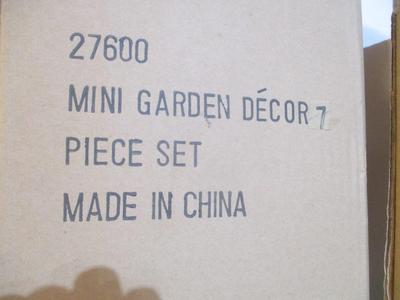 27600
MINI GARDEN DÉCOR 7
PIECE SET
MADE IN CHINA